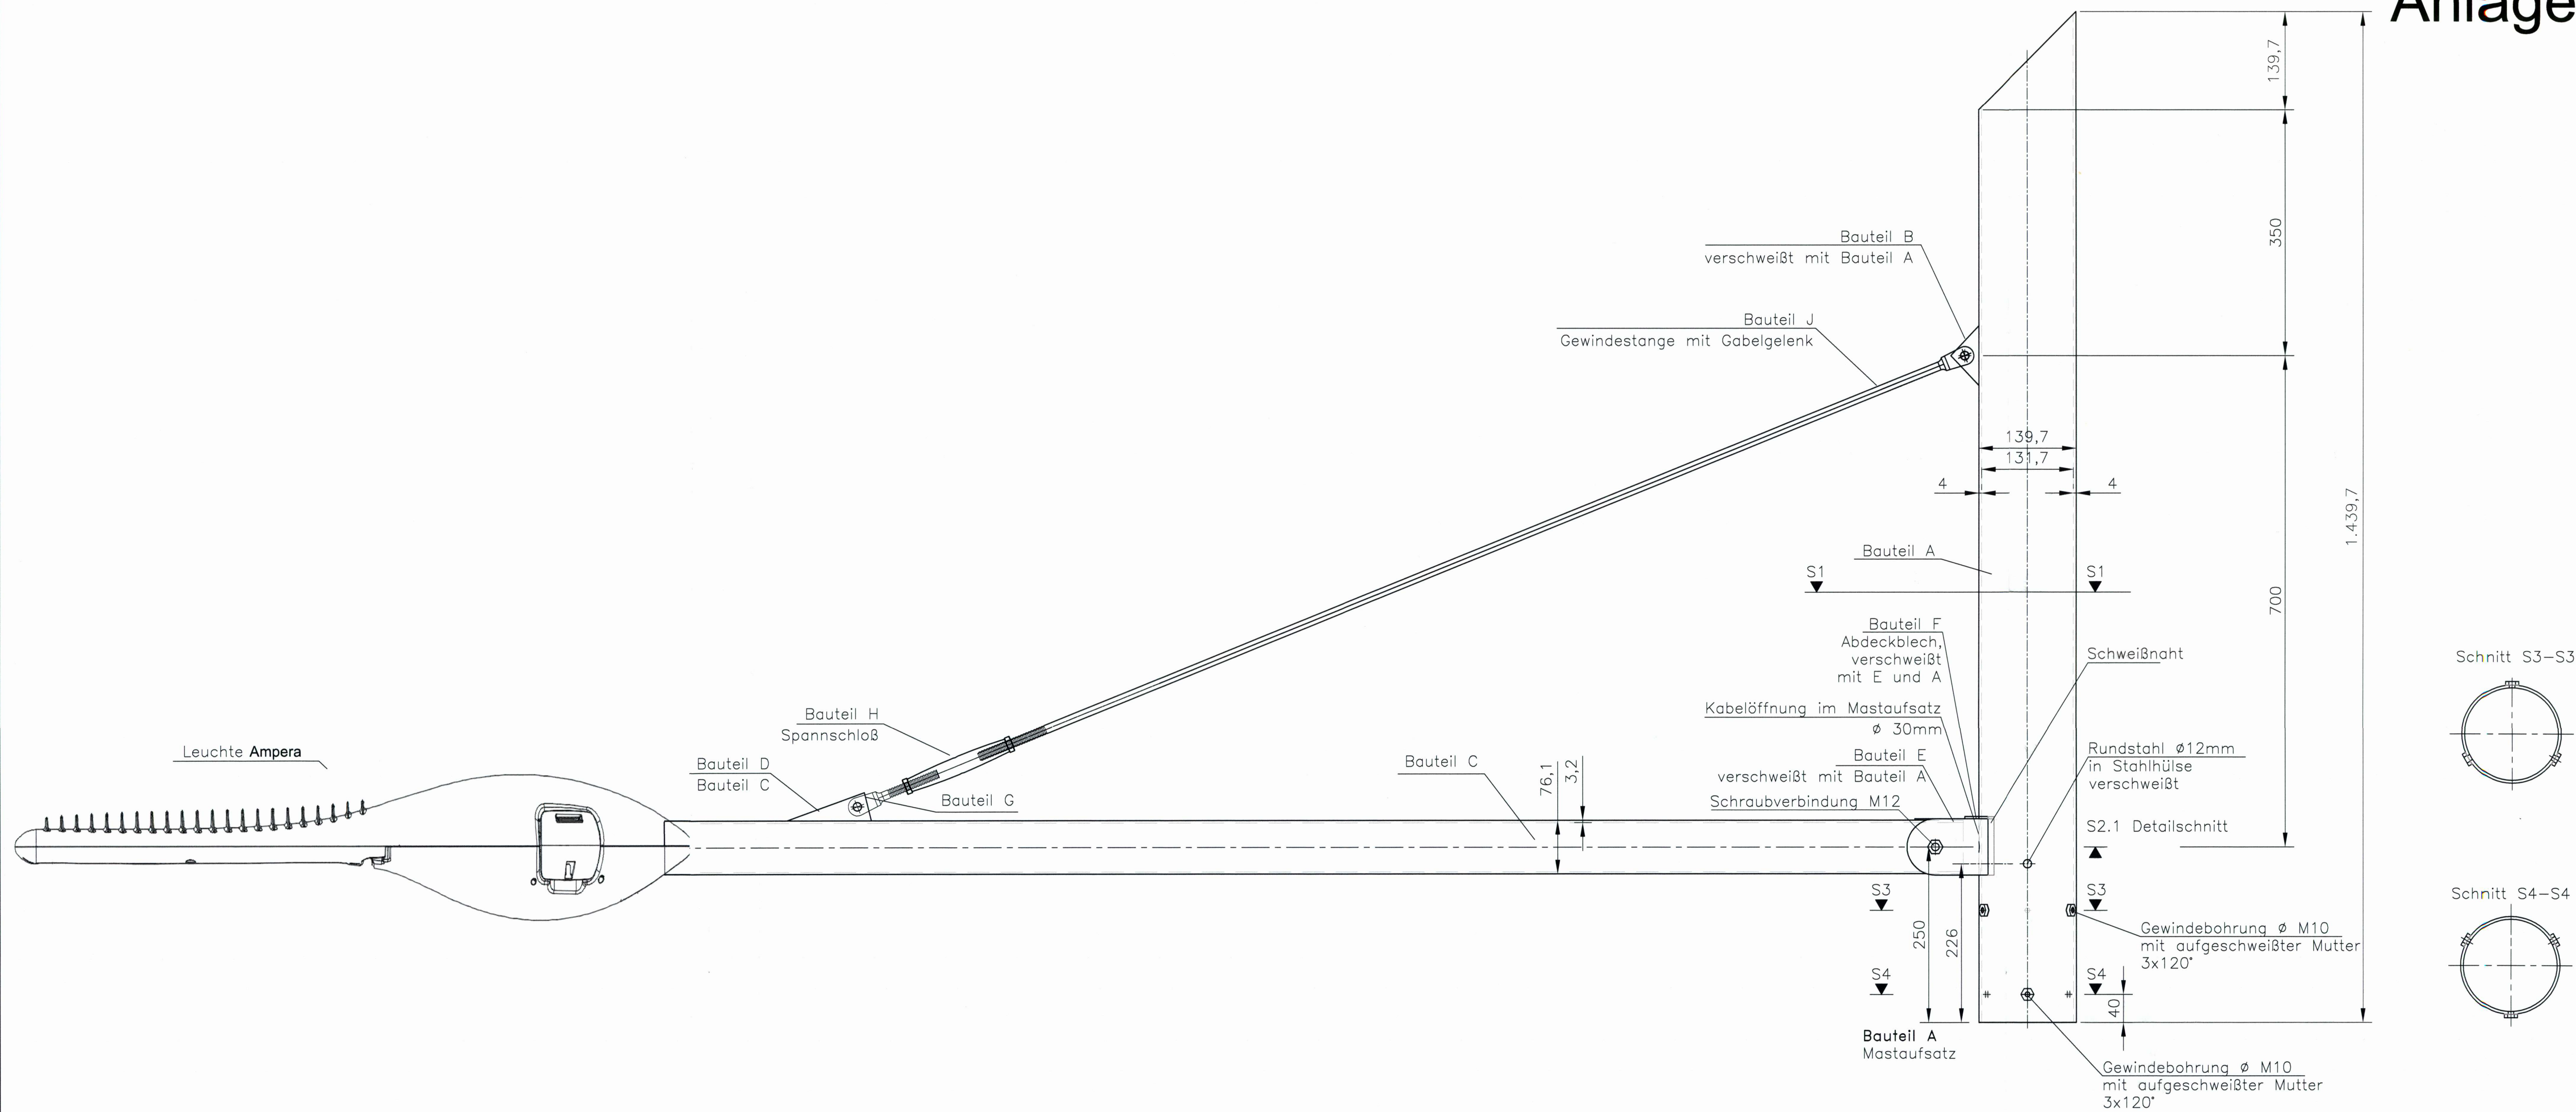 Anlage
139,7
350
Bauteil B
verschweißt mit Bauteil A
Bauteil J
Gewindestange mit Gabelgelenk
139,7
131,7
4
4
1.439,7
Bauteil A
S1
S1
700
Bauteil F
Abdeckblech,
verschweißt
mit E und A
Schweißnaht
Schnitt S3-S3
Kabelöffnung im Mastaufsatz
ø 30mm
Bauteil H
Spannschloß
Leuchte Ampera
Bauteil D
Bauteil C
Bauteil G
Bauteil C
76,1
3,2
Bauteil E
verschweißt mit Bauteil A
Schraubverbindung M12
Rundstahl ø12mm
in Stahlhülse
verschweißt
S2.1 Detailschnitt
S3
S3
Schnitt S4-S4
250
226
Gewindebohrung ø M10
mit aufgeschweißter Mutter
3x120°
S4
S4
40
Bauteil A
Mastaufsatz
Gewindebohrung ø M10
mit aufgeschweißter Mutter
3x120°